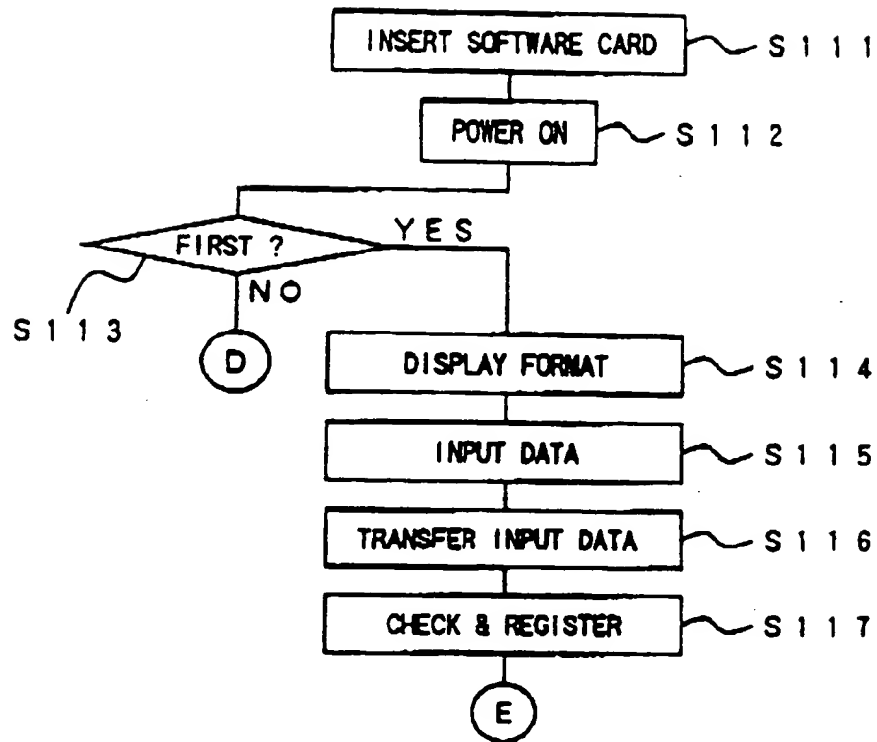 INSERT SOFTWARE CARD S111
POWER ON S112
FIRST ? YES
NO
S113
D
DISPLAY FORMAT S114
INPUT DATA S115
TRANSFER INPUT DATA S116
CHECK & REGISTER S117
E